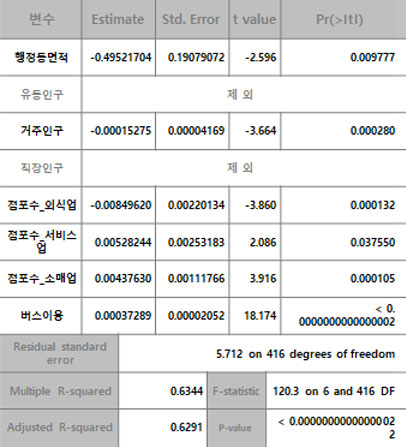 변수 Estimate Std. Error t value Pr(>ltl)
행정동면적 -0.49521704 0.19079072 -2.596 0.009777
유동인구 제 외
거주인구 -0.00015275 0.00004169 -3.664 0.000280
직장인구 제 외
점포수_외식업 -0.00849620 0.00220134 -3.860 0.000132
점포수_서비스
업 0.00528244 0.00253183 2.086 0.037550
점포수_소매업 0.00437630 0.00111766 3.916 0.000105
버스이용 0.00037289 0.00002052 18.174 < 0.
0000000000000002
Residual standard
error 5.712 on 416 degrees of freedom
Multiple R-squared 0.6344 F-statistic 120.3 on 6 and 416 DF
Adjusted R-squared 0.6291 P-value < 0.000000000000000 02
2